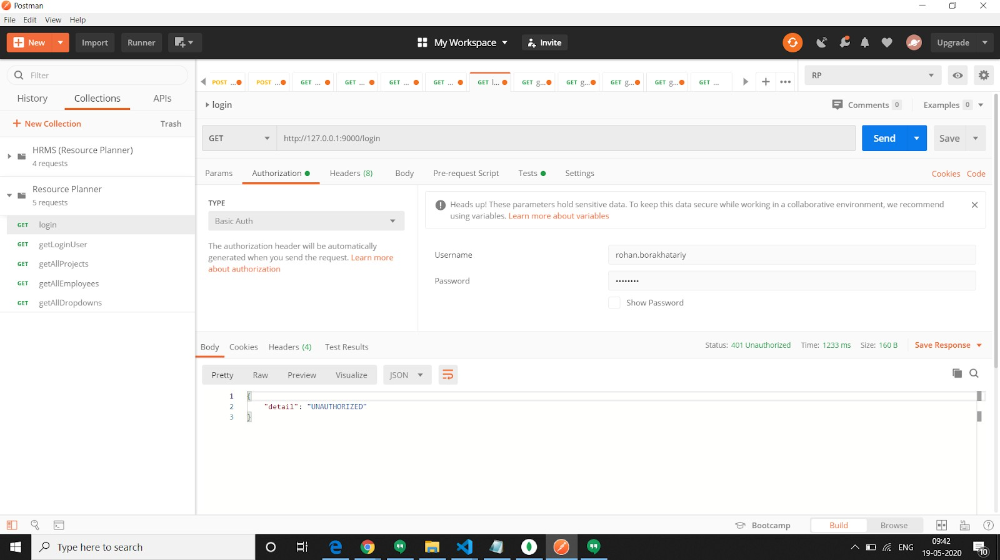 Postman
File Edit View Help
New Import Runner My Workspace Invite Upgrade
Filter
History Collections APIs
New Collection Trash
HRMS (Resource Planner)
4 requests
Resource Planner
5 requests
GET login
GET getLoginUser
GET getAllProjects
GET getAllEmployees
GET getAllDropdowns
POST ... POST ... GET ... GET ... GET ... GET ... GET l... GET g... GET g... GET g... GET g... GET ...
RP
login Comments 0 Examples 0
GET http://127.0.0.1:9000/login Send Save
Params Authorization Headers (8) Body Pre-request Script Tests Settings Cookies Code
TYPE
Basic Auth
The authorization header will be automatically
generated when you send the request. Learn more
about authorization
Heads up! These parameters hold sensitive data. To keep this data secure while working in a collaborative environment, we recommend
using variables. Learn more about variables
Username rohan.borakhatariy
Password ••••••••
Show Password
Body Cookies Headers (4) Test Results Status: 401 Unauthorized Time: 1233 ms Size: 160 B Save Response
Pretty Raw Preview Visualize JSON
1 {
2 "detail": "UNAUTHORIZED"
3 }
Bootcamp Build Browse
Type here to search ENG
09:42
19-05-2020
10